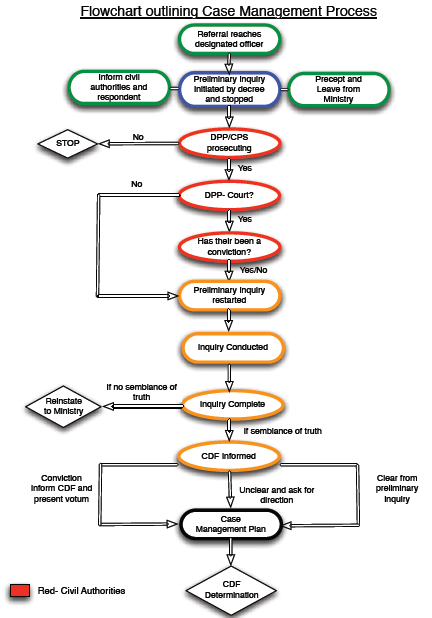 Flowchart outlining Case Management Process
Referral reaches
designated officer
Inform civil
authorities and
respondent
Preliminary Inquiry
initiated by decree
and stopped
Precept and
Leave from
Ministry
No
STOP
DPP/CPS
prosecuting
Yes
No
DPP- Court?
Yes
Has their been a
conviction?
Yes/No
Preliminary Inquiry
restarted
Inquiry Conducted
If no semblance of
truth
Reinstate
to Ministry
Inquiry Complete
If semblance of truth
CDF Informed
Conviction
Inform CDF and
present votum
Unclear and ask for
direction
Clear from
preliminary
Inquiry
Case
Management Plan
CDF
Determination
Red- Civil Authorities